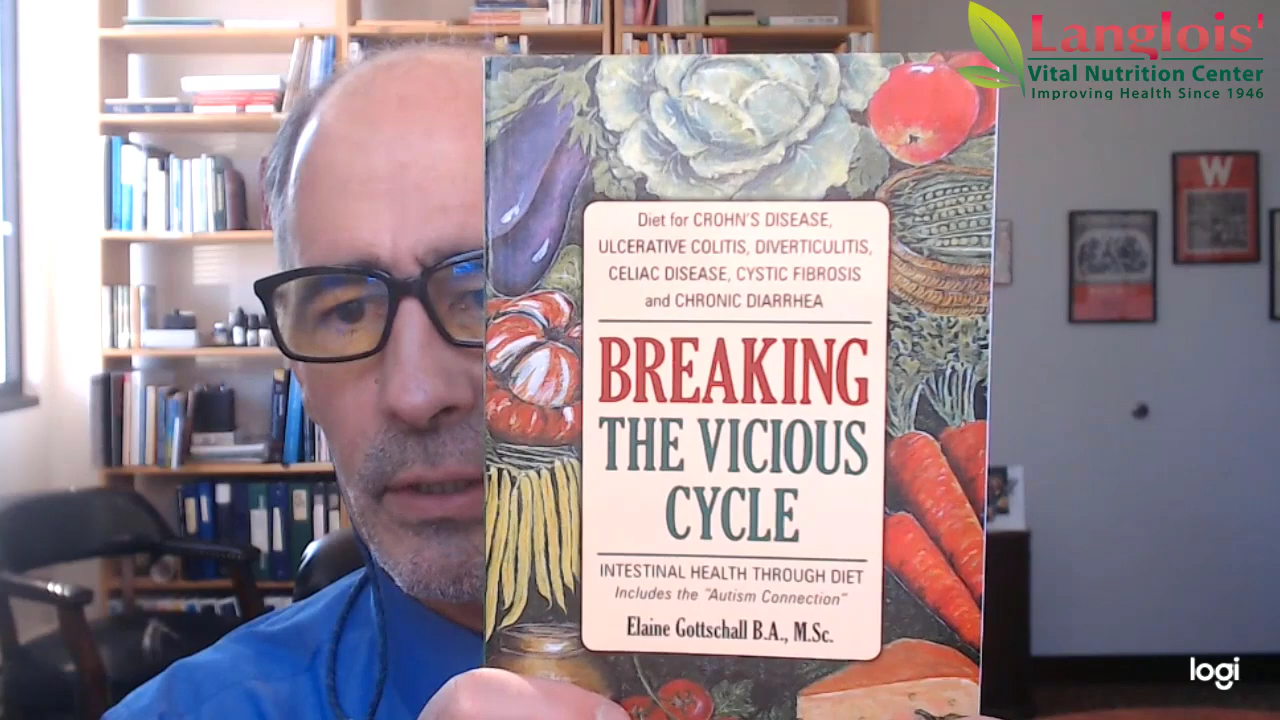 Langlois'
Vital Nutrition Center
Improving Health Since 1946
W
Diet for CROHN'S DISEASE,
ULCERATIVE COLITIS, DIVERTICULITIS,
CELIAC DISEASE, CYSTIC FIBROSIS
and CHRONIC DIARRHEA
BREAKING
THE VICIOUS
CYCLE
INTESTINAL HEALTH THROUGH DIET
Includes the "Autism Connection"
Elaine Gottschall B.A., M.Sc.
logi